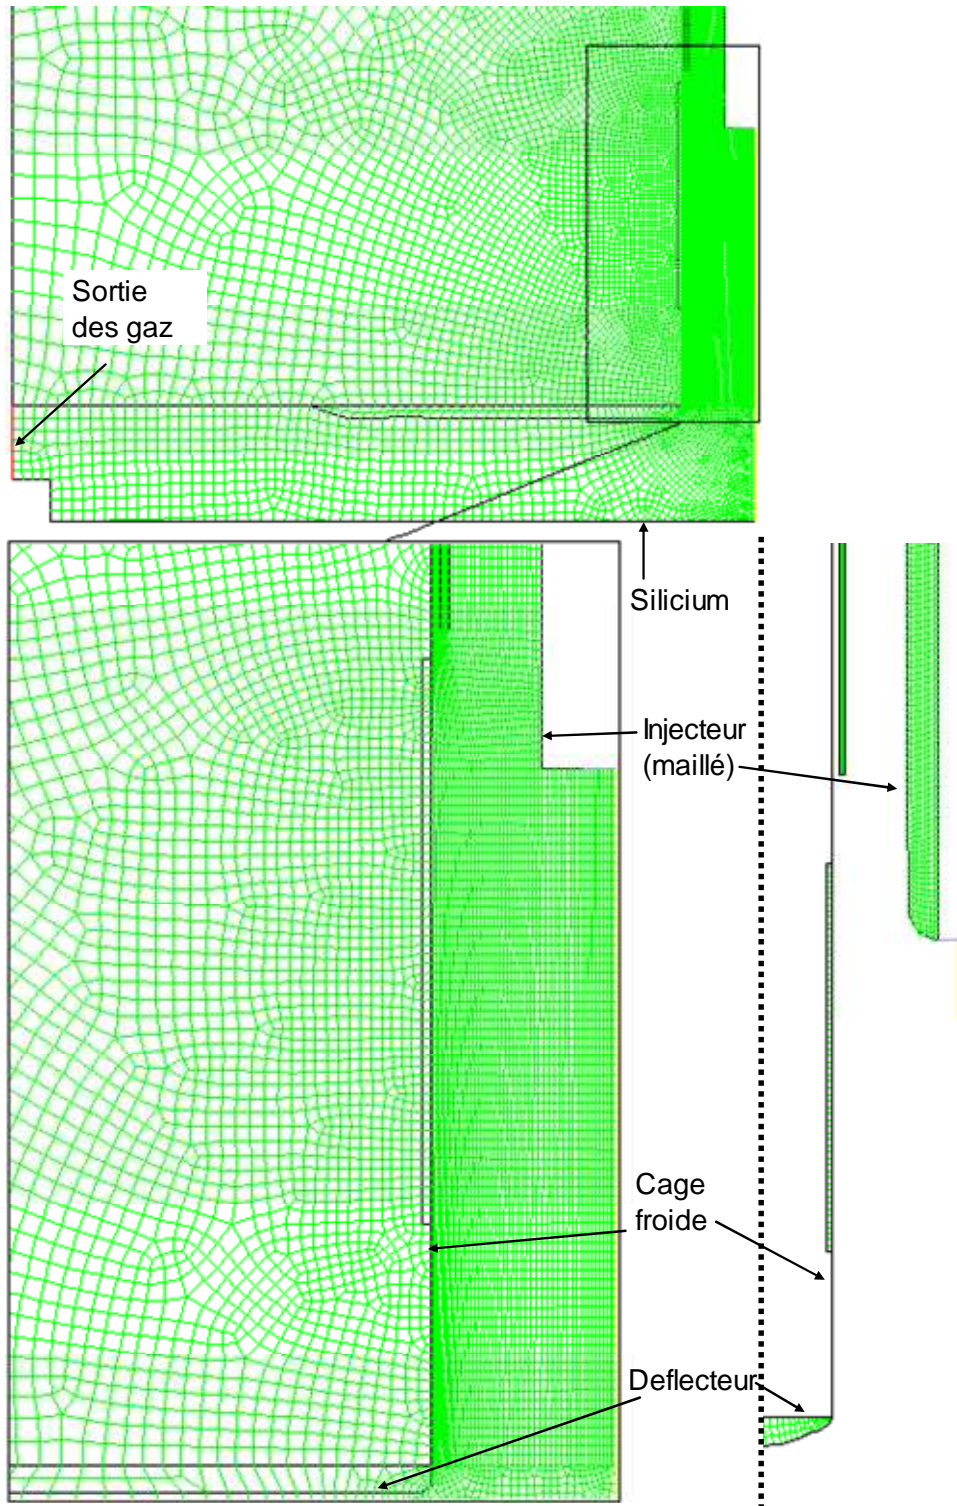 Sortie
des gaz
Silicium
Injecteur
(maillé)
Cage
froide
Deflecteur